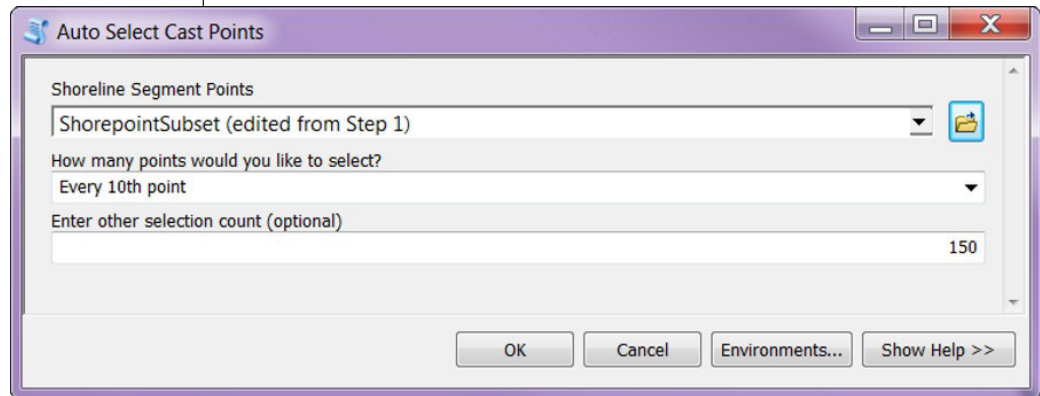 Auto Select Cast Points
Shoreline Segment Points
ShorepointSubset (edited from Step 1)
How many points would you like to select?
Every 10th point
Enter other selection count (optional)
150
OK Cancel Environments... Show Help >>